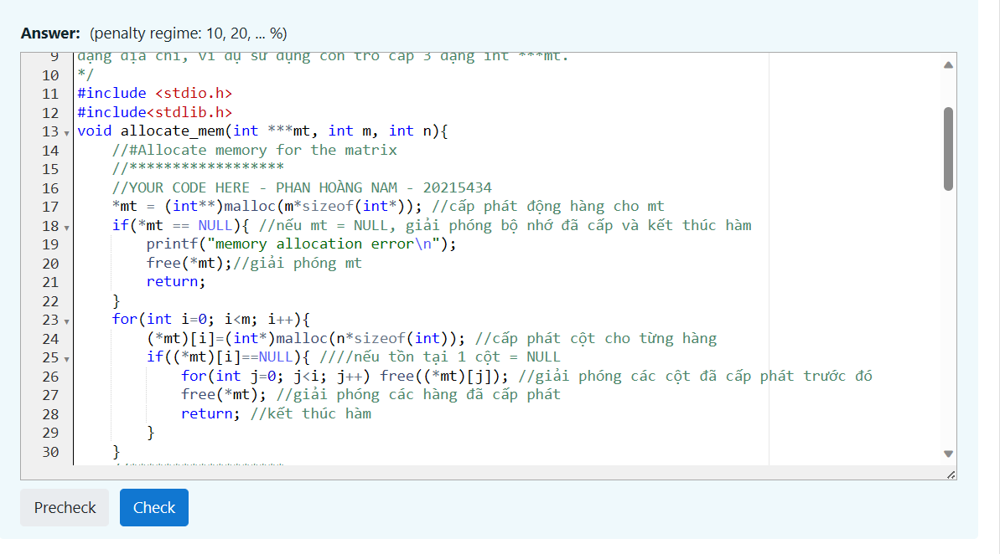 Answer: (penalty regime: 10, 20, ... %)
9 dạng địa chỉ, ví dụ sử dụng con trỏ cấp 3 dạng int ***mt.
10 */
11 #include <stdio.h>
12 #include<stdlib.h>
13 void allocate_mem(int ***mt, int m, int n){
14 //#Allocate memory for the matrix
15 //******************
16 //YOUR CODE HERE - PHAN HOÀNG NAM - 20215434
17 *mt = (int**)malloc(m*sizeof(int*)); //cấp phát động hàng cho mt
18 if(*mt == NULL){ //nếu mt = NULL, giải phóng bộ nhớ đã cấp và kết thúc hàm
19 printf("memory allocation error\n");
20 free(*mt);//giải phóng mt
21 return;
22 }
23 for(int i=0; i<m; i++){
24 (*mt)[i]=(int*)malloc(n*sizeof(int)); //cấp phát cột cho từng hàng
25 if((*mt)[i]==NULL){ ////nếu tồn tại 1 cột = NULL
26 for(int j=0; j<i; j++) free((*mt)[j]); //giải phóng các cột đã cấp phát trước đó
27 free(*mt); //giải phóng các hàng đã cấp phát
28 return; //kết thúc hàm
29 }
30 }
Precheck Check